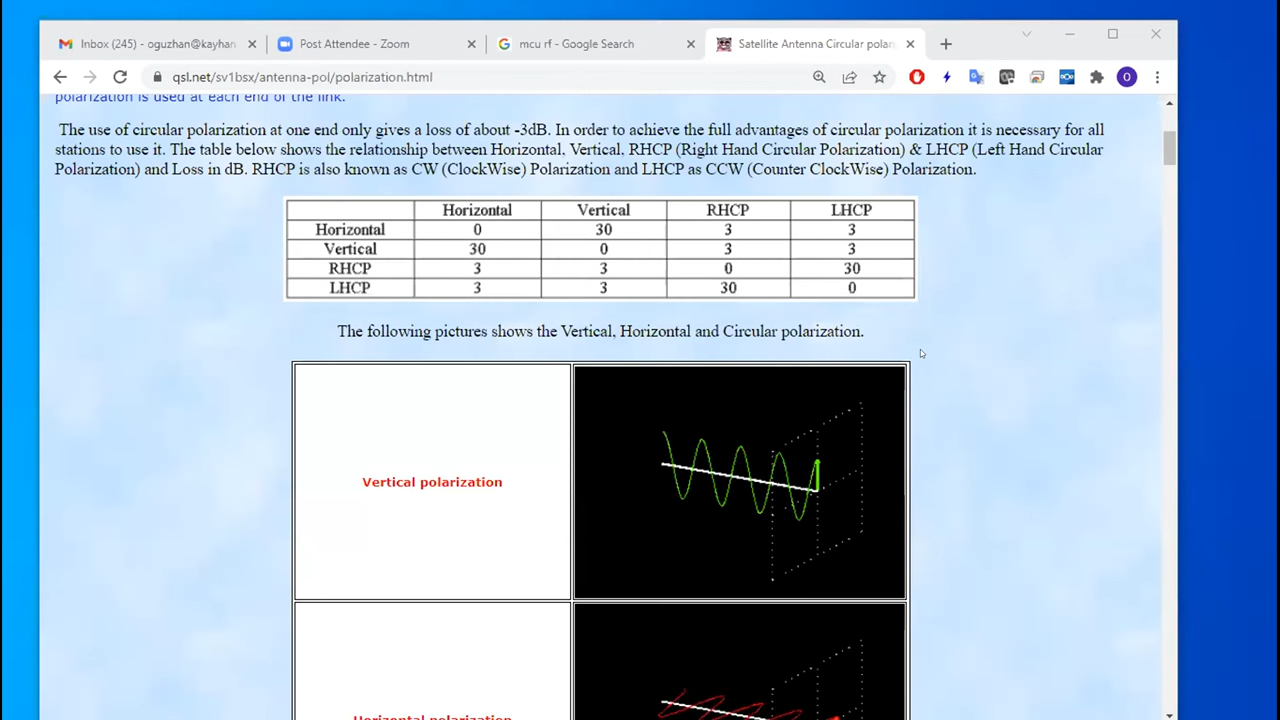 Inbox (245) - oguzhan@kayhan
Post Attendee - Zoom
mcu rf - Google Search
Satellite Antenna Circular polar
qsl.net/sv1bsx/antenna-pol/polarization.html
O
polarization is used at each end of the link.
The use of circular polarization at one end only gives a loss of about -3dB. In order to achieve the full advantages of circular polarization it is necessary for all
stations to use it. The table below shows the relationship between Horizontal, Vertical, RHCP (Right Hand Circular Polarization) & LHCP (Left Hand Circular
Polarization) and Loss in dB. RHCP is also known as CW (ClockWise) Polarization and LHCP as CCW (Counter ClockWise) Polarization.
Horizontal Vertical RHCP LHCP
Horizontal 0 30 3 3
Vertical 30 0 3 3
RHCP 3 3 0 30
LHCP 3 3 30 0
The following pictures shows the Vertical, Horizontal and Circular polarization.
Vertical polarization
Horizontal polarization